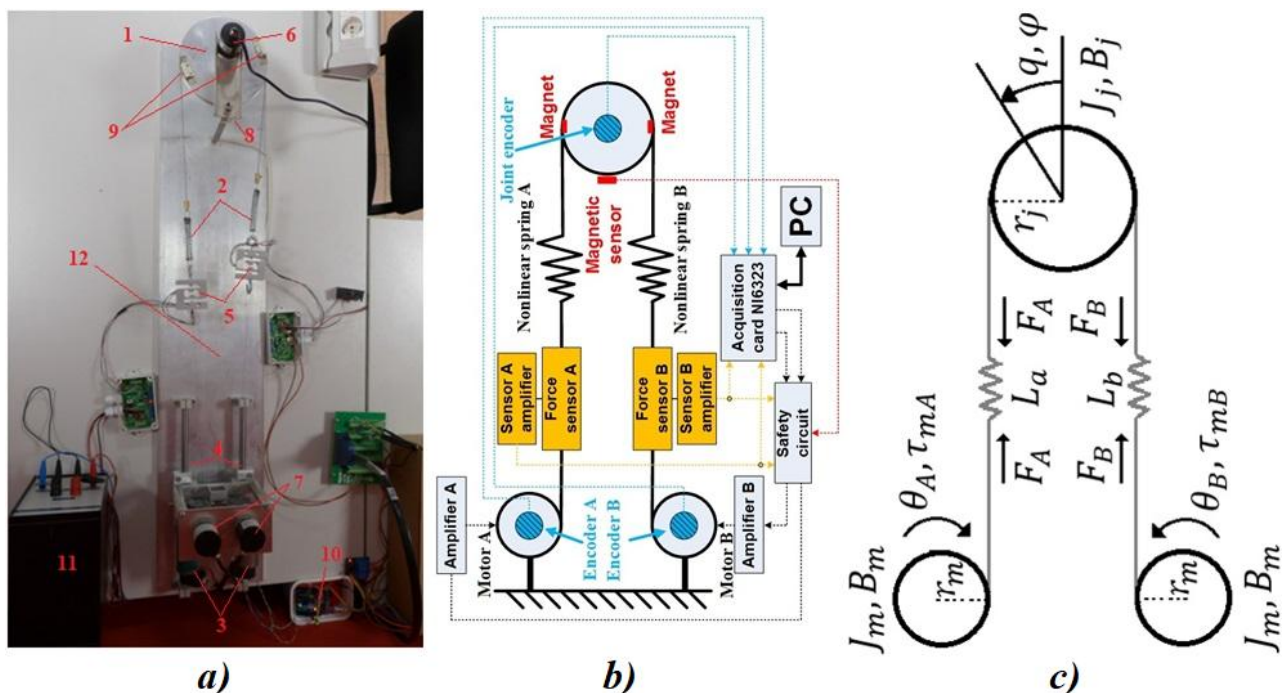 1
6
9
8
2
12
5
4
7
11
10
3
a)
Joint encoder
Magnet
Magnet
Nonlinear spring A
Magnetic
sensor
Nonlinear spring B
PC
Acquisition
card NI6323
Sensor A
amplifier
Force
sensor A
Force
sensor B
Sensor B
amplifier
Safety
circuit
Amplifier A
Motor A
Encoder A
Encoder B
Motor B
Amplifier B
b)
q, φ
J_j, B_j
r_j
F_A
F_B
L_a
L_b
F_A
F_B
θ_A, τ_mA
θ_B, τ_mB
r_m
r_m
J_m, B_m
J_m, B_m
c)